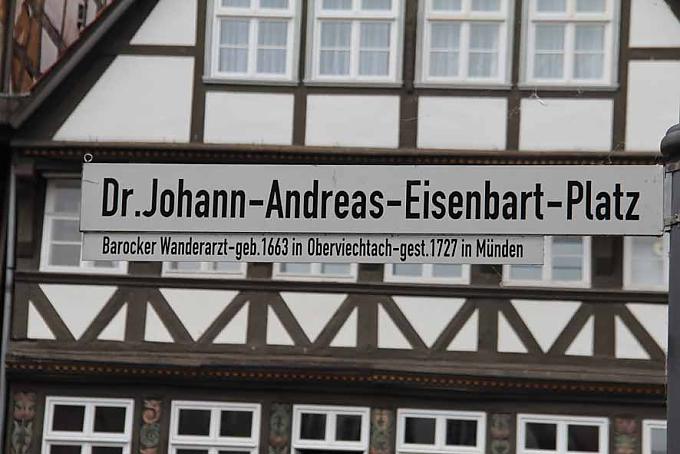 Dr.Johann-Andreas-Eisenbart-Platz
Barocker Wanderarzt-geb.1663 in Oberviechtach-gest.1727 in Münden